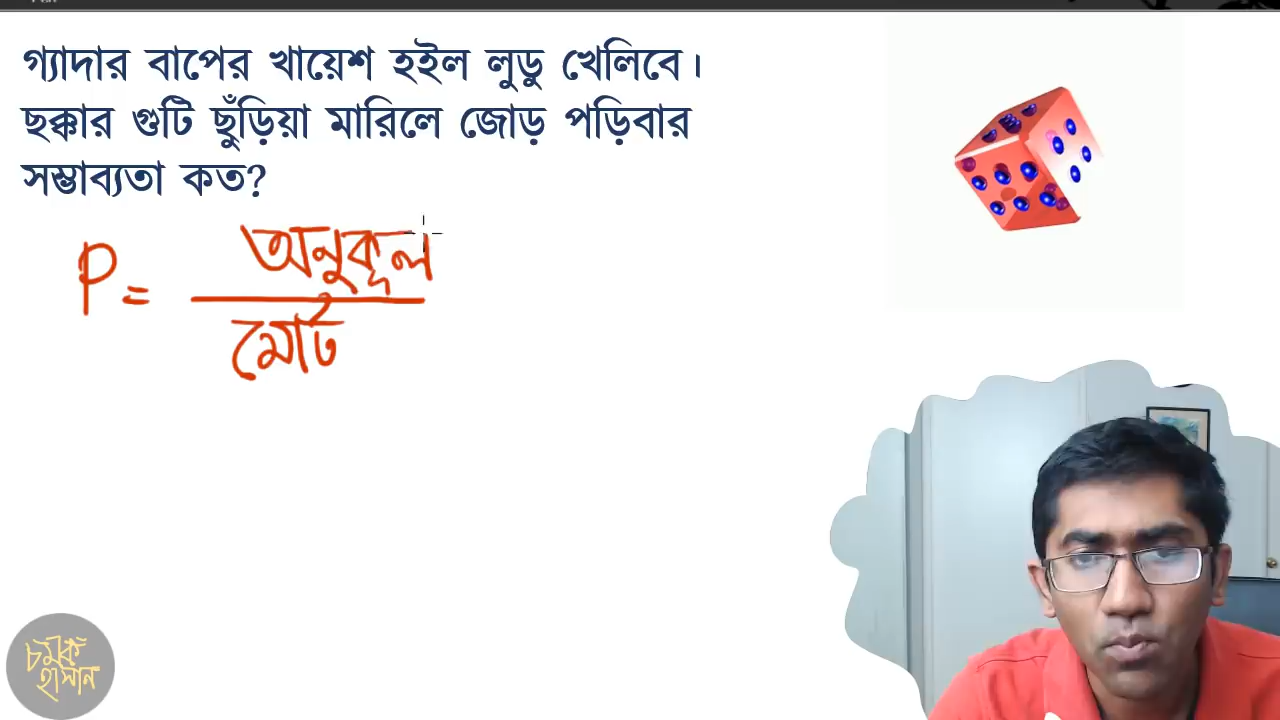 গ্যাদার বাপের খায়েশ হইল লুডু খেলিবে।
ছক্কার গুটি ছুঁড়িয়া মারিলে জোড় পড়িবার
সম্ভাব্যতা কত?
P = অনুকূল
মোট
চমক
হাসান